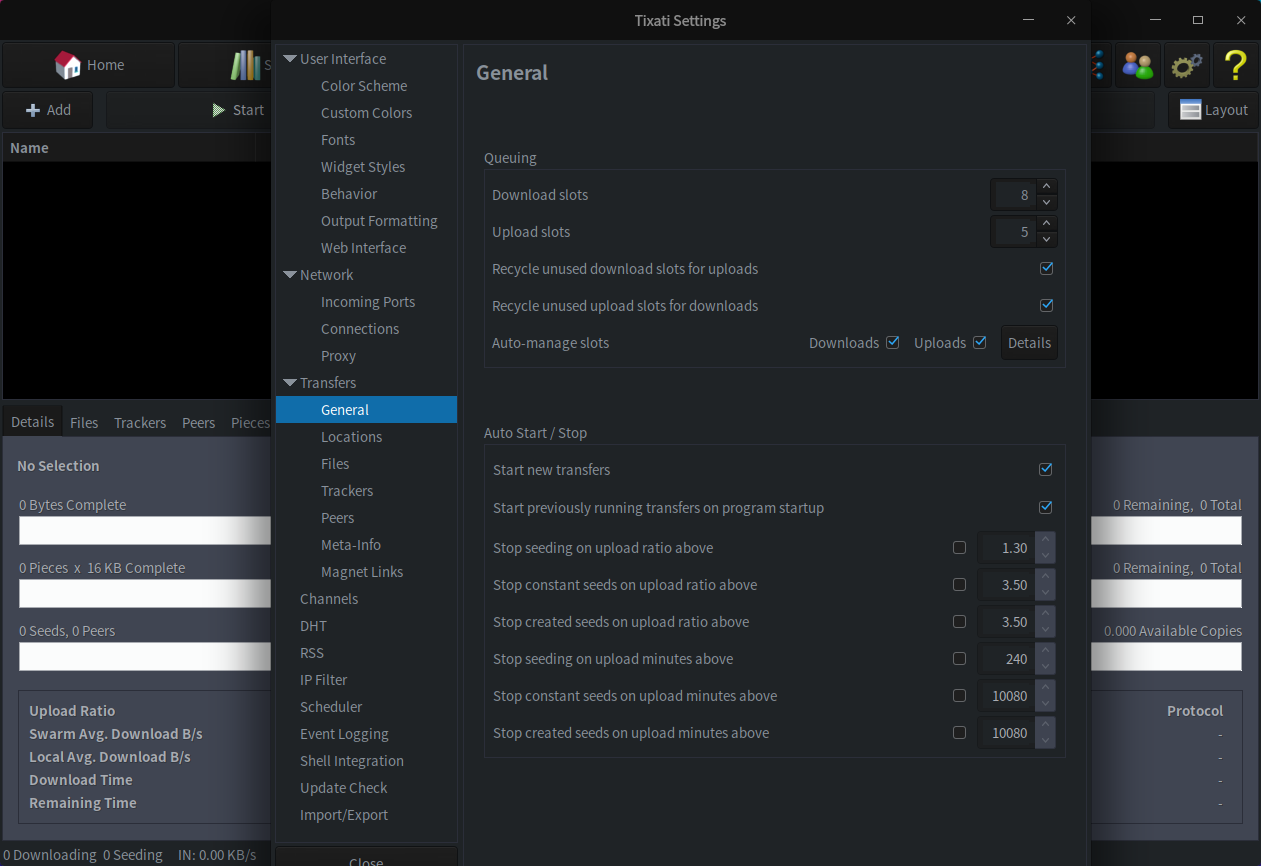 Tixati Settings
Home
S
Add
Start
Layout
Name
User Interface
Color Scheme
Custom Colors
Fonts
Widget Styles
Behavior
Output Formatting
Web Interface
Network
Incoming Ports
Connections
Proxy
Transfers
General
Locations
Files
Trackers
Peers
Meta-Info
Magnet Links
Channels
DHT
RSS
IP Filter
Scheduler
Event Logging
Shell Integration
Update Check
Import/Export
Close
General
Queuing
Download slots 8
Upload slots 5
Recycle unused download slots for uploads
Recycle unused upload slots for downloads
Auto-manage slots Downloads Uploads Details
Auto Start / Stop
Start new transfers
Start previously running transfers on program startup
Stop seeding on upload ratio above 1.30
Stop constant seeds on upload ratio above 3.50
Stop created seeds on upload ratio above 3.50
Stop seeding on upload minutes above 240
Stop constant seeds on upload minutes above 10080
Stop created seeds on upload minutes above 10080
Details Files Trackers Peers Pieces
No Selection
0 Bytes Complete 0 Remaining, 0 Total
0 Pieces x 16 KB Complete 0 Remaining, 0 Total
0 Seeds, 0 Peers 0.000 Available Copies
Upload Ratio Protocol
Swarm Avg. Download B/s -
Local Avg. Download B/s -
Download Time -
Remaining Time -
0 Downloading 0 Seeding IN: 0.00 KB/s